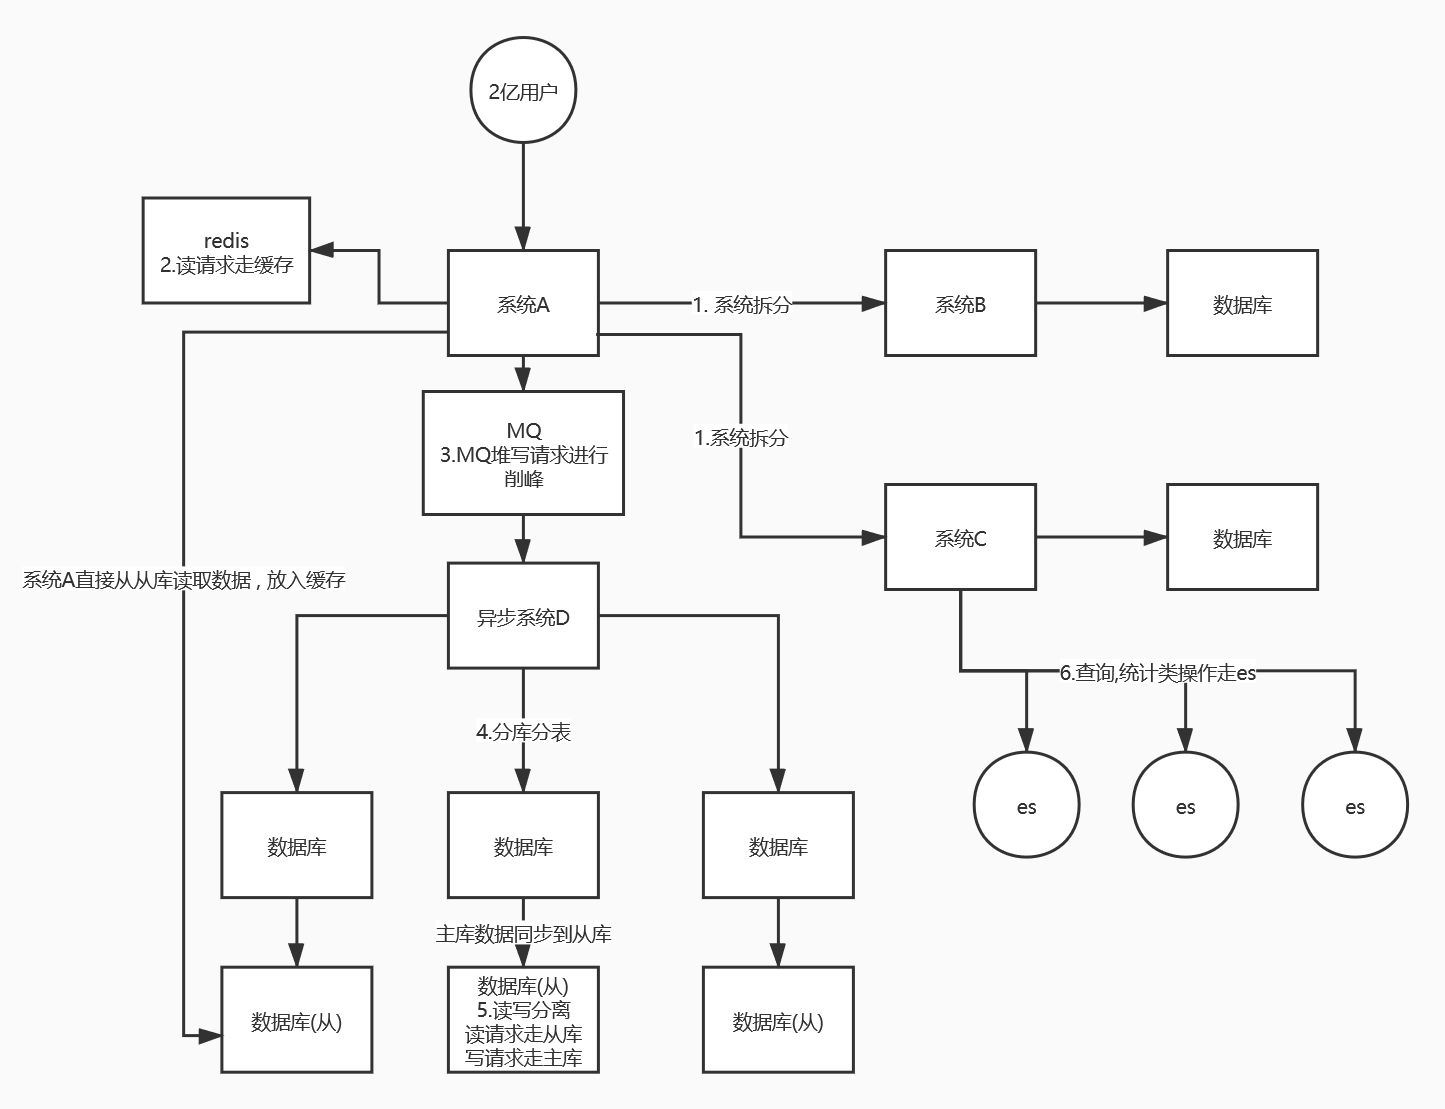 2亿用户
redis
2.读请求走缓存
系统A
1. 系统拆分
系统B
数据库
MQ
3.MQ堆写请求进行
削峰
1.系统拆分
系统C
数据库
系统A直接从从库读取数据，放入缓存
异步系统D
6.查询,统计类操作走es
4.分库分表
es
es
es
数据库
数据库
数据库
主库数据同步到从库
数据库(从)
数据库(从)
5.读写分离
读请求走从库
写请求走主库
数据库(从)